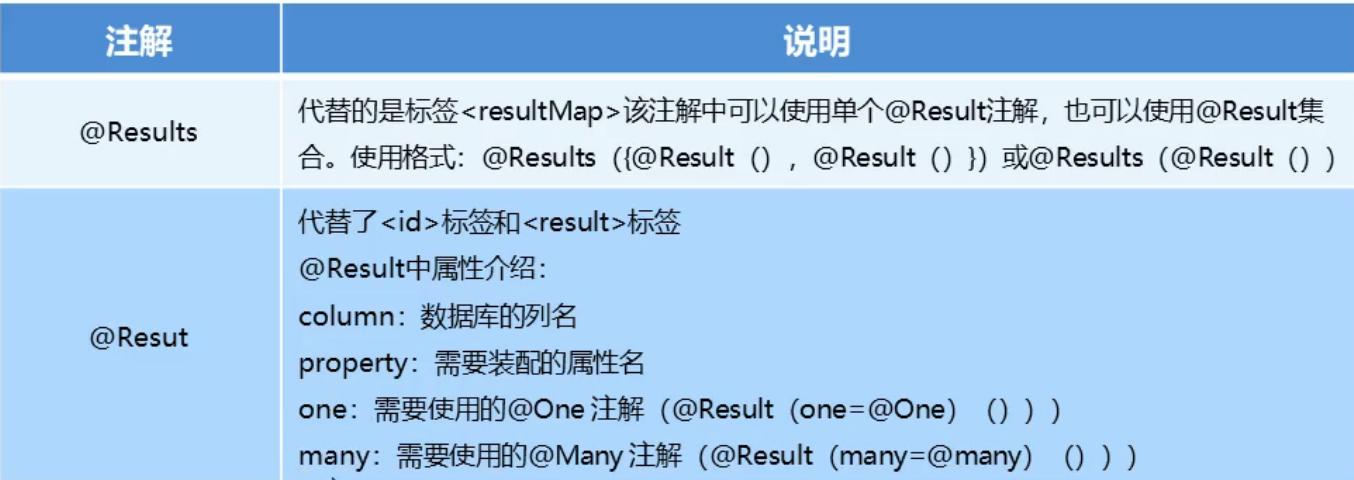 注解 说明
@Results
代替的是标签<resultMap>该注解中可以使用单个@Result注解，也可以使用@Result集
合。使用格式：@Results（{@Result（），@Result（）}）或@Results（@Result（））
@Resut
代替了<id>标签和<result>标签
@Result中属性介绍：
column：数据库的列名
property：需要装配的属性名
one：需要使用的@One 注解（@Result（one=@One）（）））
many：需要使用的@Many 注解（@Result（many=@many）（）））